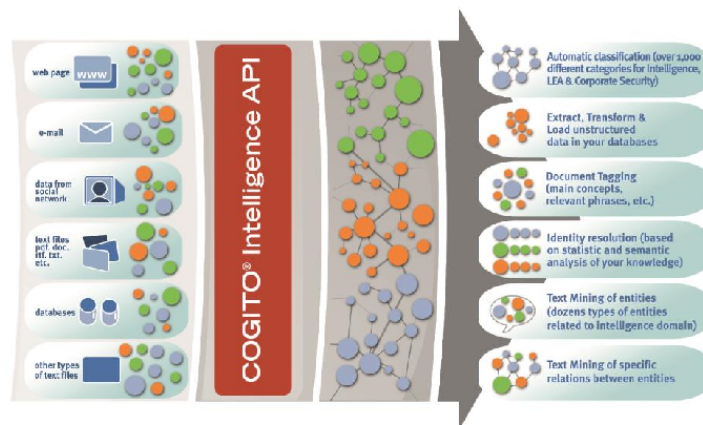 web page
www
e-mail
data from
social
network
text files
pdf. doc.
rtf. txt.
etc.
databases
other types
of text files
COGITO® Intelligence API
Automatic classification (over 1,000
different categories for Intelligence,
LEA & Corporate Security)
Extract, Transform &
Load unstructured
data in your databases
Document Tagging
(main concepts,
relevant phrases, etc.)
Identity resolution (based
on statistic and semantic
analysis of your knowledge)
Text Mining of entities
(dozens types of entities
related to intelligence domain)
Text Mining of specific
relations between entities